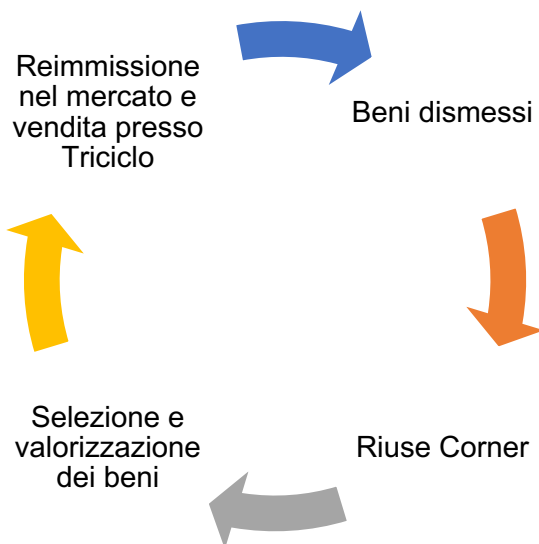 Reimmissione
nel mercato e
vendita presso
Triciclo
Beni dismessi
Riuse Corner
Selezione e
valorizzazione
dei beni